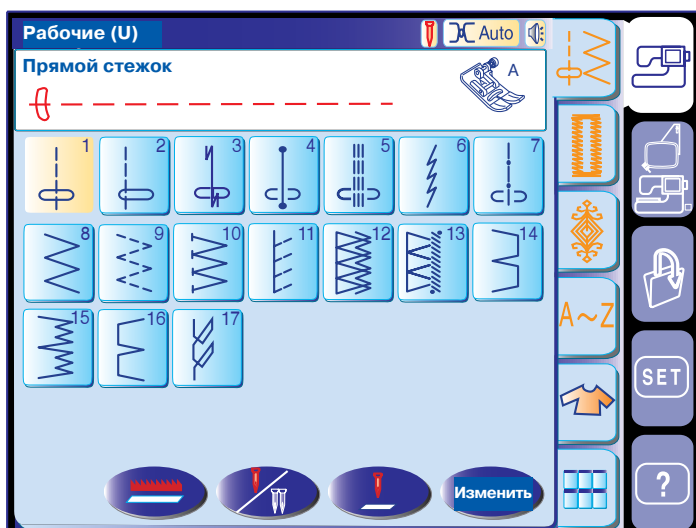 Рабочие (U)
Auto
Прямой стежок
A
1 2 3 4 5 6 7
8 9 10 11 12 13 14
15 16 17
A~Z
SET
Изменить
?